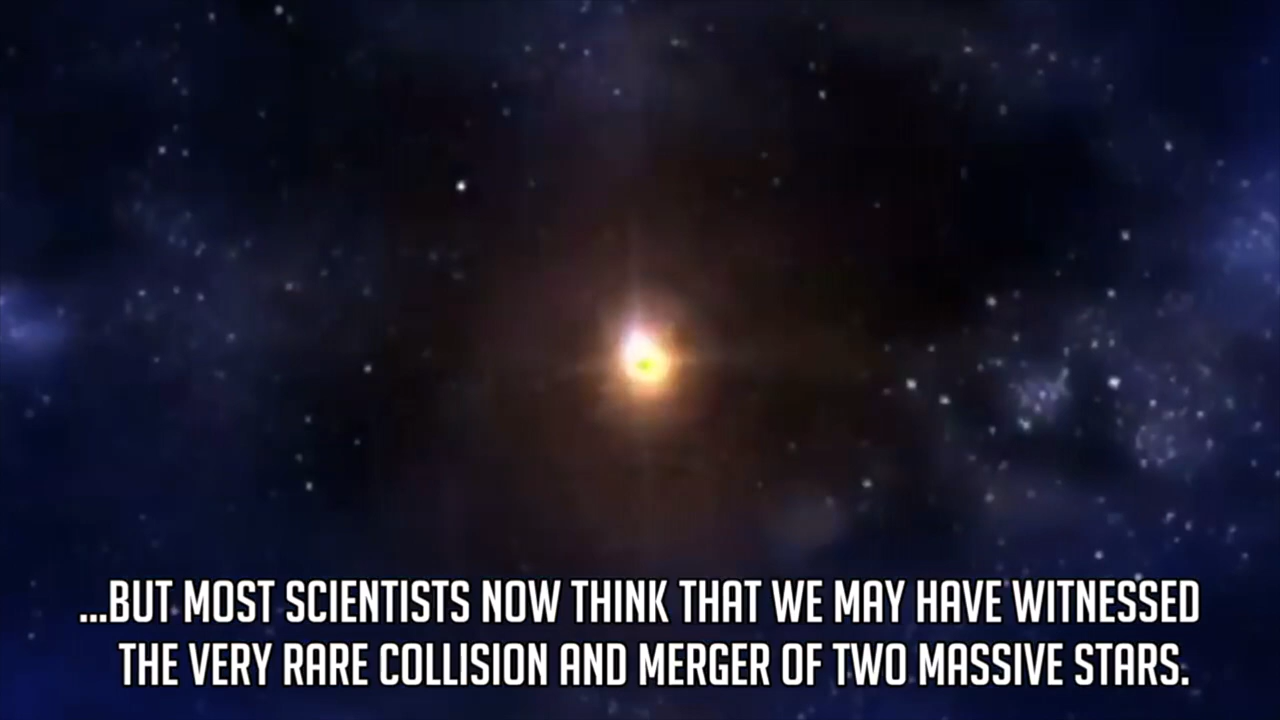 ...BUT MOST SCIENTISTS NOW THINK THAT WE MAY HAVE WITNESSED
THE VERY RARE COLLISION AND MERGER OF TWO MASSIVE STARS.